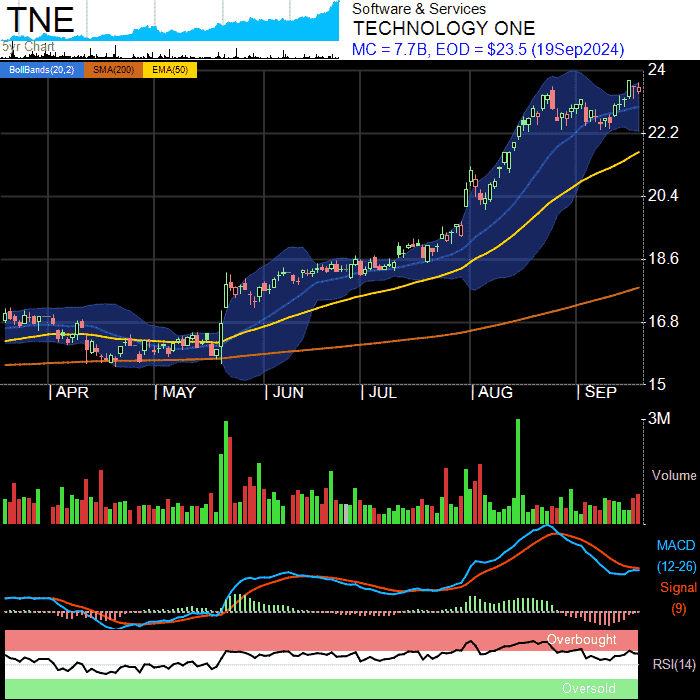 TNE
5yr Chart
Software & Services
TECHNOLOGY ONE
MC = 7.7B, EOD = $23.5 (19Sep2024)
BollBands(20,2) SMA(200) EMA(50)
24
22.2
20.4
18.6
16.8
15
APR MAY JUN JUL AUG SEP
3M
Volume
MACD
(12-26)
Signal
(9)
Overbought
RSI(14)
Oversold